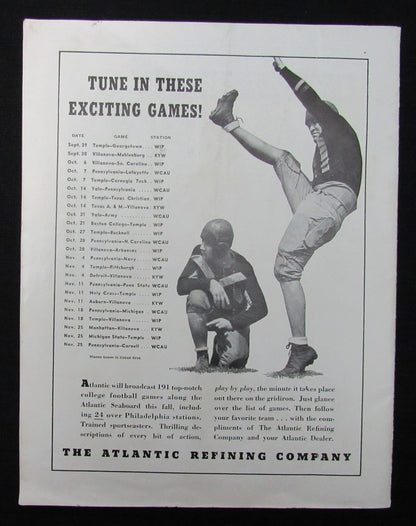 TUNE IN THESE
EXCITING GAMES!
DATE GAME STATION
Sept. 29 Temple-Georgetown . . . . WIP
Sept. 30 Villanova-Muhlenburg . . KYW
Oct. 6 Villanova-So. Carolina . . WIP
Oct. 7 Pennsylvania-Lafayette . . WCAU
Oct. 7 Temple-Carnegie Tech . . WIP
Oct. 14 Yale-Pennsylvania . . . . WCAU
Oct. 14 Temple-Texas Christian . . WIP
Oct. 14 Texas A. & M.-Villanova . . KYW
Oct. 21 Yale-Army . . . . WCAU
Oct. 21 Boston College-Temple . . WIP
Oct. 27 Temple-Bucknell . . . . WIP
Oct. 28 Pennsylvania-N. Carolina WCAU
Oct. 28 Villanova-Arkansas . . . . WIP
Nov. 4 Pennsylvania-Navy . . . . WCAU
Nov. 4 Temple-Pittsburgh . . . . WIP
Nov. 4 Detroit-Villanova . . . . KYW
Nov. 11 Pennsylvania-Penn State WCAU
Nov. 11 Holy Cross-Temple . . . . WIP
Nov. 11 Auburn-Villanova . . . . KYW
Nov. 18 Pennsylvania-Michigan . . WCAU
Nov. 18 Temple-Villanova . . . . WIP
Nov. 25 Manhattan-Villanova . . . . KYW
Nov. 25 Michigan State-Temple . . WIP
Nov. 25 Pennsylvania-Cornell . . WCAU
Atlantic will broadcast 191 top-notch
college football games along the
Atlantic Seaboard this fall, includ-
ing 24 over Philadelphia stations.
Trained sportscasters. Thrilling de-
scriptions of every bit of action,
play by play, the minute it takes place
out there on the gridiron. Just glance
over the list of games. Then follow
your favorite team . . . with the com-
pliments of The Atlantic Refining
Company and your Atlantic Dealer.
THE ATLANTIC REFINING COMPANY